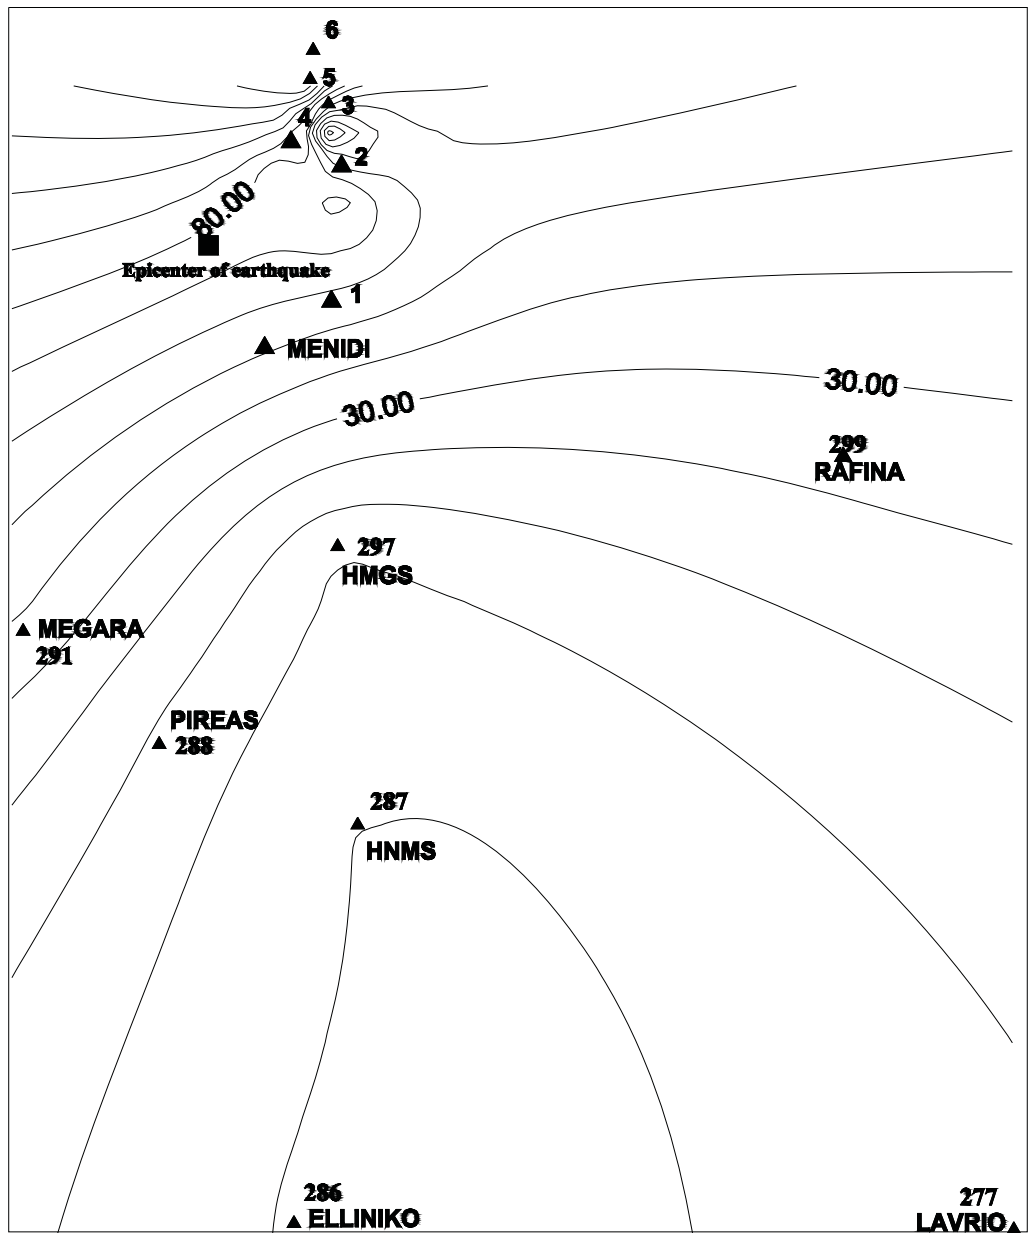 6
5
3
4
2
80.00
Epicenter of earthquake
1
MENIDI
30.00
30.00
299
RAFINA
297
HMGS
MEGARA
291
PIREAS
288
287
HNMS
286
ELLINIKO
277
LAVRIO